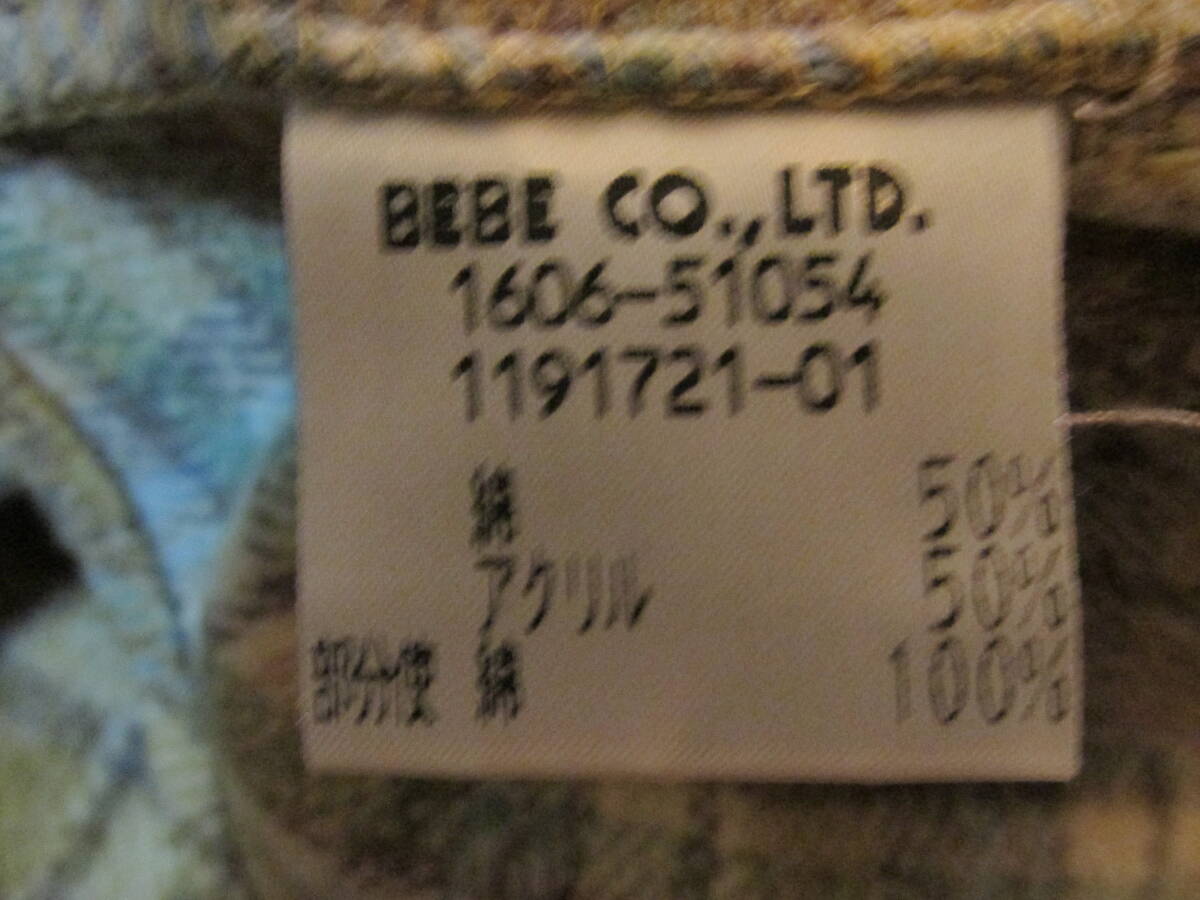 BEBE CO.,LTD.
1606-51054
1191721-01
綿 50%
アクリル 50%
部分使 綿 100%